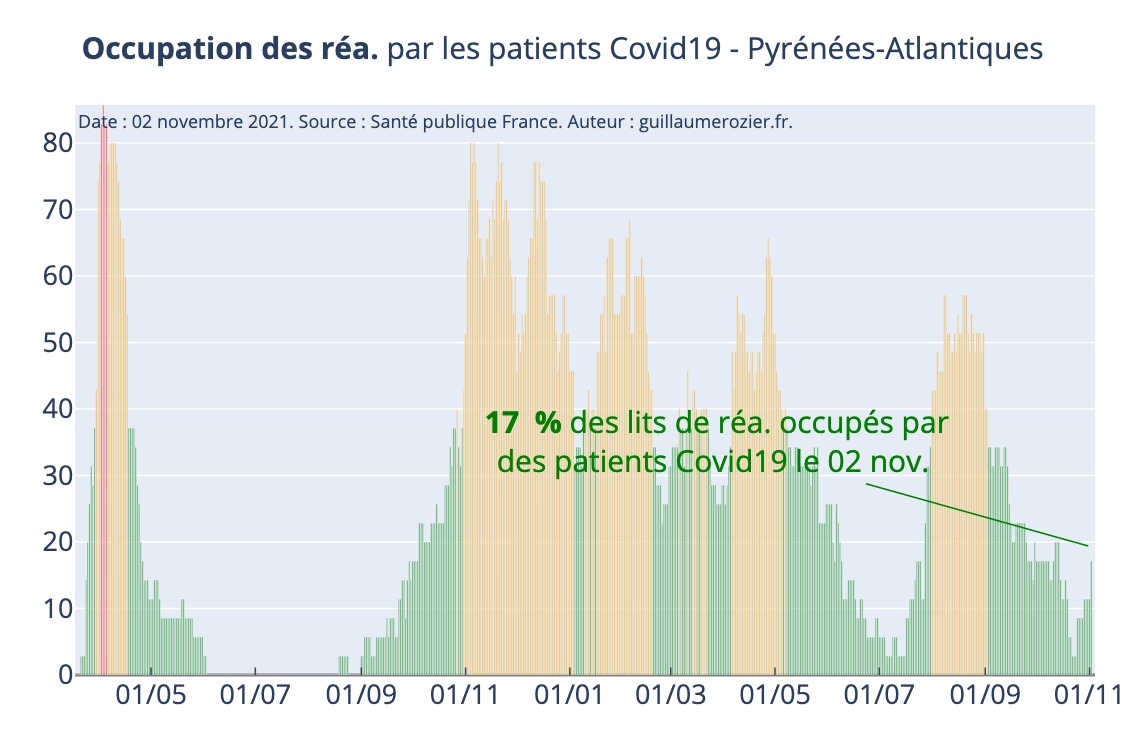 Occupation des réa. par les patients Covid19 - Pyrénées-Atlantiques
Date : 02 novembre 2021. Source : Santé publique France. Auteur : guillaumerozier.fr.
80
70
60
50
40
30
20
10
0
17 % des lits de réa. occupés par
des patients Covid19 le 02 nov.
01/05 01/07 01/09 01/11 01/01 01/03 01/05 01/07 01/09 01/11